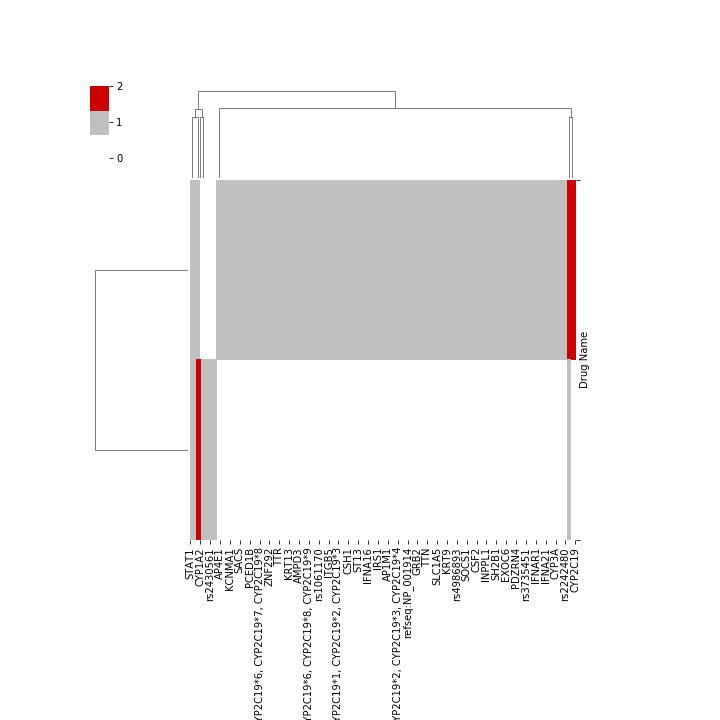 2
1
0
Drug Name
STAT1
CYP1A2
rs2430561
AP4E1
KCNMA1
SACS
PCED1B
CYP2C19*6, CYP2C19*7, CYP2C19*8
ZNF292
TTR
KRT13
AMPD3
CYP2C19*6, CYP2C19*8, CYP2C19*9
rs1061170
ITGB5
CYP2C19*1, CYP2C19*2, CYP2C19*3
CSH1
ST13
IFNA16
IRS1
AP1M1
CYP2C19*2, CYP2C19*3, CYP2C19*4
refseq:NP_001914
GRB2
TTN
SLC2A5
KRT9
rs4986893
SOCS1
CSF2
INPPL1
SH2B1
EXOC6
PDZRN4
rs3735451
IFNAR1
IFNA21
CYP3A
rs2242480
CYP2C19